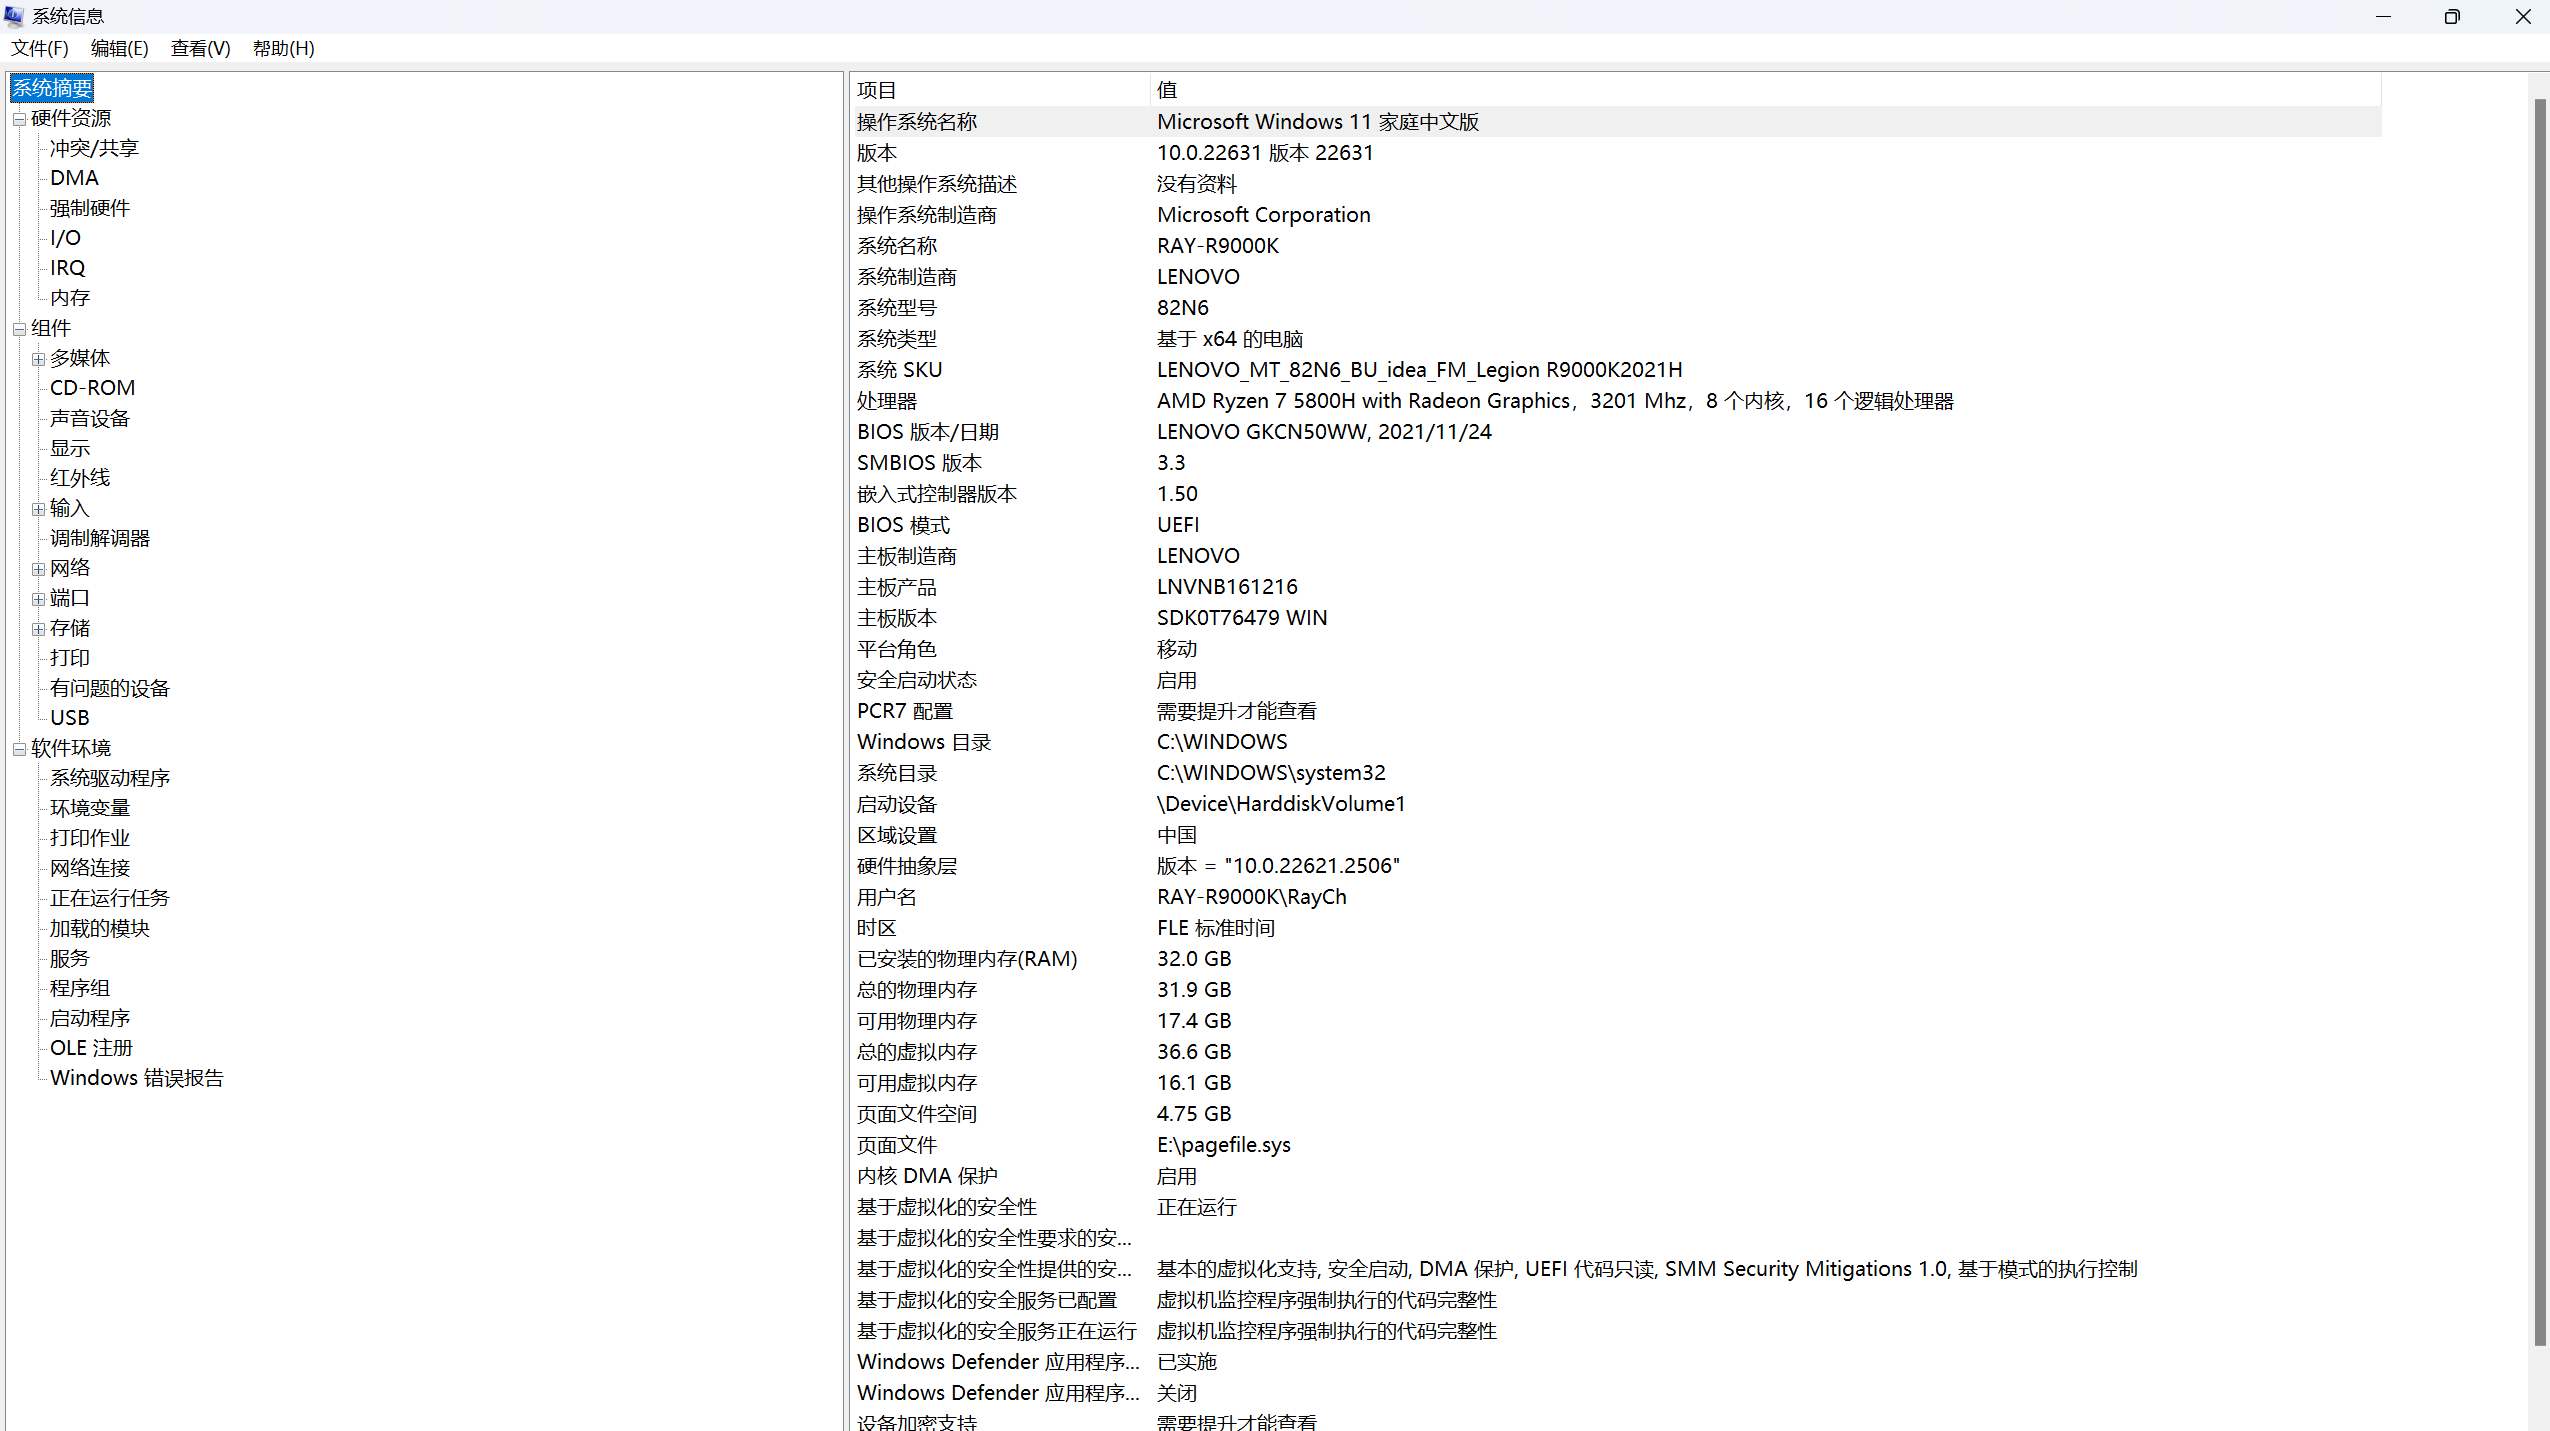 系统信息
文件(F) 编辑(E) 查看(V) 帮助(H)
系统摘要
硬件资源
冲突/共享
DMA
强制硬件
I/O
IRQ
内存
组件
多媒体
CD-ROM
声音设备
显示
红外线
输入
调制解调器
网络
端口
存储
打印
有问题的设备
USB
软件环境
系统驱动程序
环境变量
打印作业
网络连接
正在运行任务
加载的模块
服务
程序组
启动程序
OLE 注册
Windows 错误报告
项目 值
操作系统名称 Microsoft Windows 11 家庭中文版
版本 10.0.22631 版本 22631
其他操作系统描述 没有资料
操作系统制造商 Microsoft Corporation
系统名称 RAY-R9000K
系统制造商 LENOVO
系统型号 82N6
系统类型 基于 x64 的电脑
系统 SKU LENOVO_MT_82N6_BU_idea_FM_Legion R9000K2021H
处理器 AMD Ryzen 7 5800H with Radeon Graphics，3201 Mhz，8 个内核，16 个逻辑处理器
BIOS 版本/日期 LENOVO GKCN50WW, 2021/11/24
SMBIOS 版本 3.3
嵌入式控制器版本 1.50
BIOS 模式 UEFI
主板制造商 LENOVO
主板产品 LNVNB161216
主板版本 SDK0T76479 WIN
平台角色 移动
安全启动状态 启用
PCR7 配置 需要提升才能查看
Windows 目录 C:\WINDOWS
系统目录 C:\WINDOWS\system32
启动设备 \Device\HarddiskVolume1
区域设置 中国
硬件抽象层 版本 = "10.0.22621.2506"
用户名 RAY-R9000K\RayCh
时区 FLE 标准时间
已安装的物理内存(RAM) 32.0 GB
总的物理内存 31.9 GB
可用物理内存 17.4 GB
总的虚拟内存 36.6 GB
可用虚拟内存 16.1 GB
页面文件空间 4.75 GB
页面文件 E:\pagefile.sys
内核 DMA 保护 启用
基于虚拟化的安全性 正在运行
基于虚拟化的安全性要求的安...
基于虚拟化的安全性提供的安... 基本的虚拟化支持, 安全启动, DMA 保护, UEFI 代码只读, SMM Security Mitigations 1.0, 基于模式的执行控制
基于虚拟化的安全服务已配置 虚拟机监控程序强制执行的代码完整性
基于虚拟化的安全服务正在运行 虚拟机监控程序强制执行的代码完整性
Windows Defender 应用程序... 已实施
Windows Defender 应用程序... 关闭
设备加密支持 需要提升才能查看